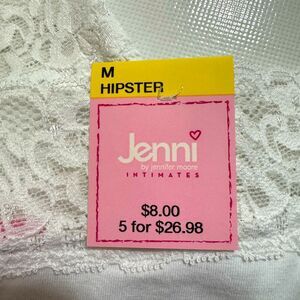 M
HIPSTER
Jenni
by jennifer moore
INTIMATES
$8.00
5 for $26.98